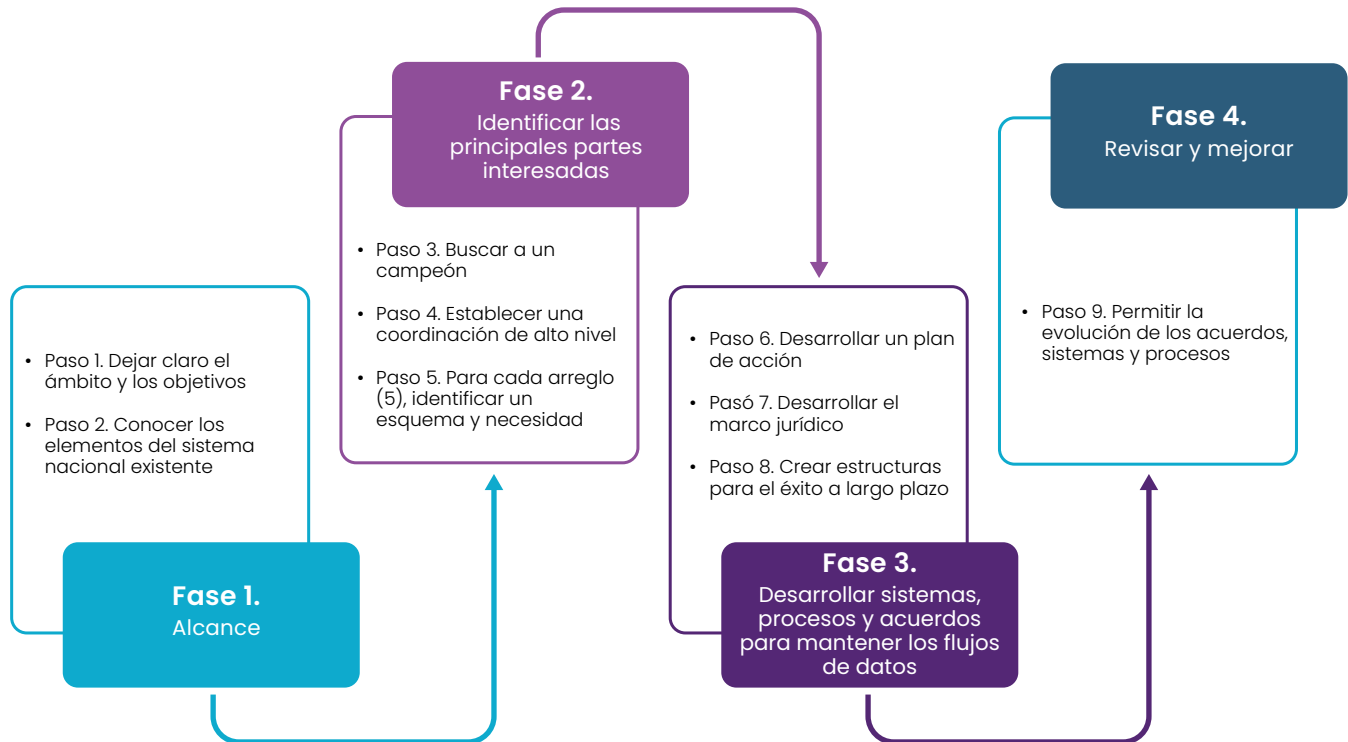 Fase 1.
Alcance
• Paso 1. Dejar claro el
ámbito y los objetivos
• Paso 2. Conocer los
elementos del sistema
nacional existente
Fase 2.
Identificar las
principales partes
interesadas
• Paso 3. Buscar a un
campeón
• Paso 4. Establecer una
coordinación de alto nivel
• Paso 5. Para cada arreglo
(5), identificar un
esquema y necesidad
Fase 3.
Desarrollar sistemas,
procesos y acuerdos
para mantener los flujos
de datos
• Paso 6. Desarrollar un plan
de acción
• Pasó 7. Desarrollar el
marco jurídico
• Paso 8. Crear estructuras
para el éxito a largo plazo
Fase 4.
Revisar y mejorar
• Paso 9. Permitir la
evolución de los acuerdos,
sistemas y procesos